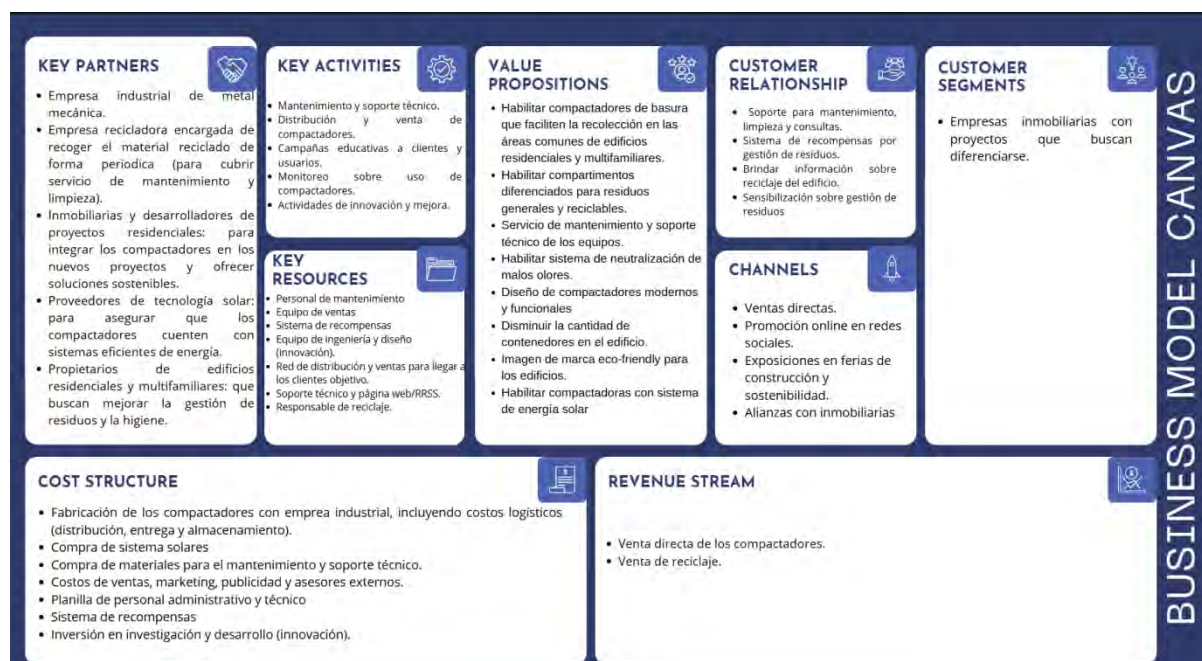 KEY PARTNERS
• Empresa industrial de metal
mecánica.
• Empresa recicladora encargada de
recoger el material reciclado de
forma periodica (para cubrir
servicio de mantenimiento y
limpieza).
• Inmobiliarias y desarrolladores de
proyectos residenciales: para
integrar los compactadores en los
nuevos proyectos y ofrecer
soluciones sostenibles.
• Proveedores de tecnología solar:
para asegurar que los
compactadores cuenten con
sistemas eficientes de energía.
• Propietarios de edificios
residenciales y multifamiliares: que
buscan mejorar la gestión de
residuos y la higiene.
KEY ACTIVITIES
• Mantenimiento y soporte técnico.
• Distribución y venta de
compactadores.
• Campañas educativas a clientes y
usuarios.
• Monitoreo sobre uso de
compactadores.
• Actividades de innovación y mejora.
KEY
RESOURCES
• Personal de mantenimiento
• Equipo de ventas
• Sistema de recompensas
• Equipo de ingeniería y diseño
(innovación).
• Red de distribución y ventas para llegar a
los clientes objetivo.
• Soporte técnico y página web/RRSS.
• Responsable de reciclaje.
VALUE
PROPOSITIONS
• Habilitar compactadores de basura
que faciliten la recolección en las
áreas comunes de edificios
residenciales y multifamiliares.
• Habilitar compartimentos
diferenciados para residuos
generales y reciclables.
• Servicio de mantenimiento y soporte
técnico de los equipos.
• Habilitar sistema de neutralización de
malos olores.
• Diseño de compactadores modernos
y funcionales
• Disminuir la cantidad de
contenedores en el edificio.
• Imagen de marca eco-friendly para
los edificios.
• Habilitar compactadoras con sistema
de energía solar
CUSTOMER
RELATIONSHIP
• Soporte para mantenimiento,
limpieza y consultas.
• Sistema de recompensas por
gestión de residuos.
• Brindar información sobre
reciclaje del edificio.
• Sensibilización sobre gestión de
residuos
CHANNELS
• Ventas directas.
• Promoción online en redes
sociales.
• Exposiciones en ferias de
construcción y
sostenibilidad.
• Alianzas con inmobiliarias
CUSTOMER
SEGMENTS
• Empresas inmobiliarias con
proyectos que buscan
diferenciarse.
COST STRUCTURE
• Fabricación de los compactadores con emprea industrial, incluyendo costos logísticos
(distribución, entrega y almacenamiento).
• Compra de sistema solares
• Compra de materiales para el mantenimiento y soporte técnico.
• Costos de ventas, marketing, publicidad y asesores externos.
• Planilla de personal administrativo y técnico
• Sistema de recompensas
• Inversión en investigación y desarrollo (innovación).
REVENUE STREAM
• Venta directa de los compactadores.
• Venta de reciclaje.
BUSINESS MODEL CANVAS